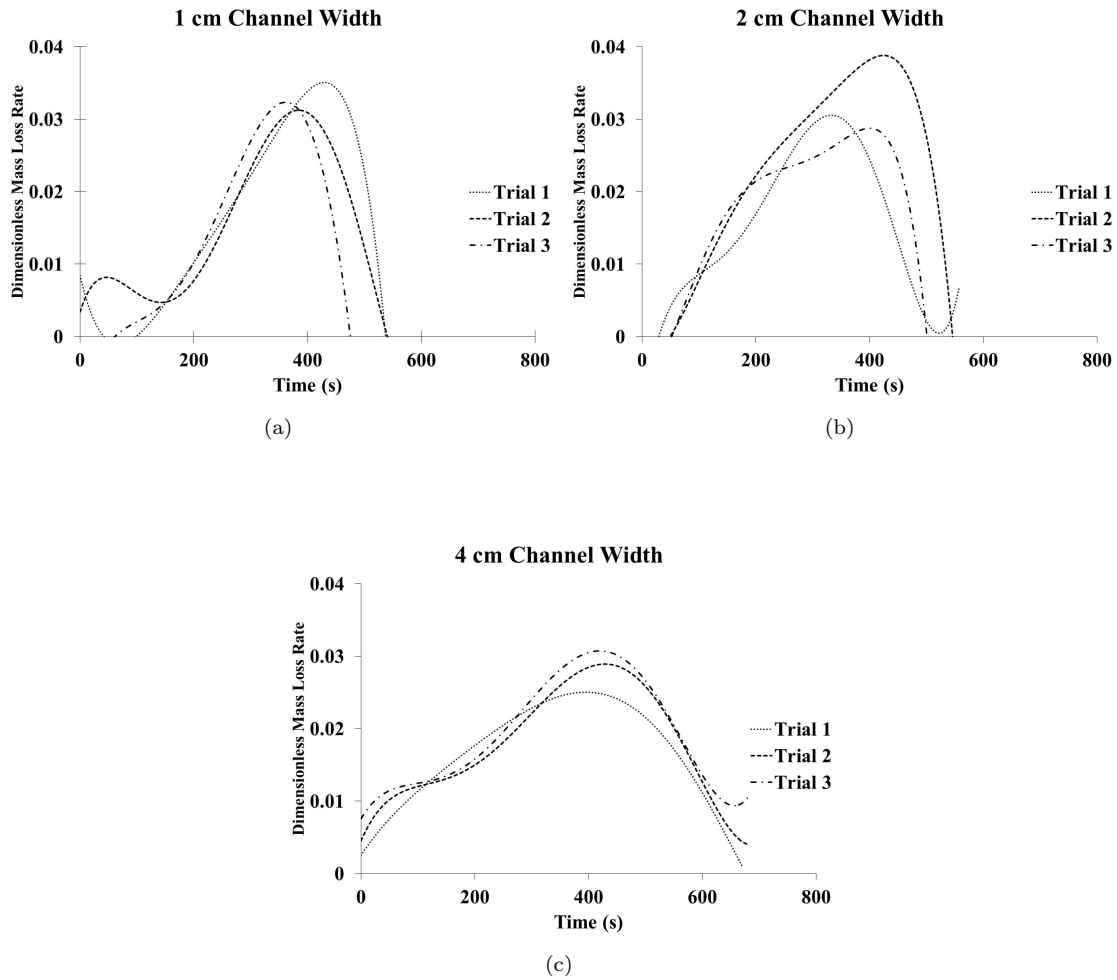 1 cm Channel Width
Dimensionless Mass Loss Rate
0.04
0.03
0.02
0.01
0
0 200 400 600 800
Time (s)
Trial 1
Trial 2
Trial 3
(a)
2 cm Channel Width
Dimensionless Mass Loss Rate
0.04
0.03
0.02
0.01
0
0 200 400 600 800
Time (s)
Trial 1
Trial 2
Trial 3
(b)
4 cm Channel Width
Dimensionless Mass Loss Rate
0.04
0.03
0.02
0.01
0
0 200 400 600 800
Time (s)
Trial 1
Trial 2
Trial 3
(c)